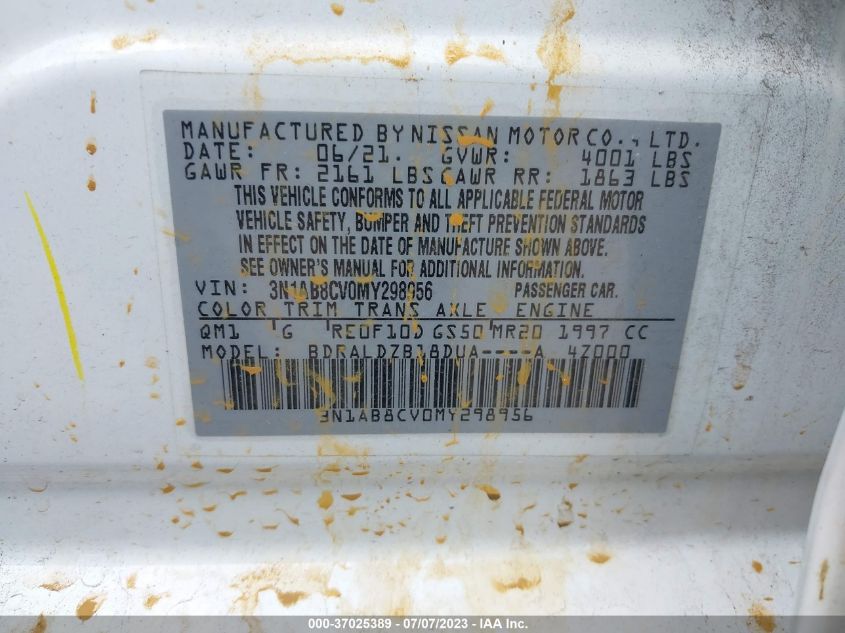 MANUFACTURED BY NISSAN MOTOR CO., LTD.
DATE: 06/21. GVWR: 4001 LBS
GAWR FR: 2161 LBS GAWR RR: 1863 LBS
THIS VEHICLE CONFORMS TO ALL APPLICABLE FEDERAL MOTOR
VEHICLE SAFETY, BUMPER AND THEFT PREVENTION STANDARDS
IN EFFECT ON THE DATE OF MANUFACTURE SHOWN ABOVE.
SEE OWNER'S MANUAL FOR ADDITIONAL INFORMATION.
VIN: 3N1AB8CV0MY298956 PASSENGER CAR.
COLOR TRIM TRANS AXLE ENGINE
QM1 G RE0F10D GS50 MR20 1997 CC
MODEL: BDRALDZB18DUA----A 4Z000
3N1AB8CV0MY298956
000-37025389 - 07/07/2023 - IAAI.com